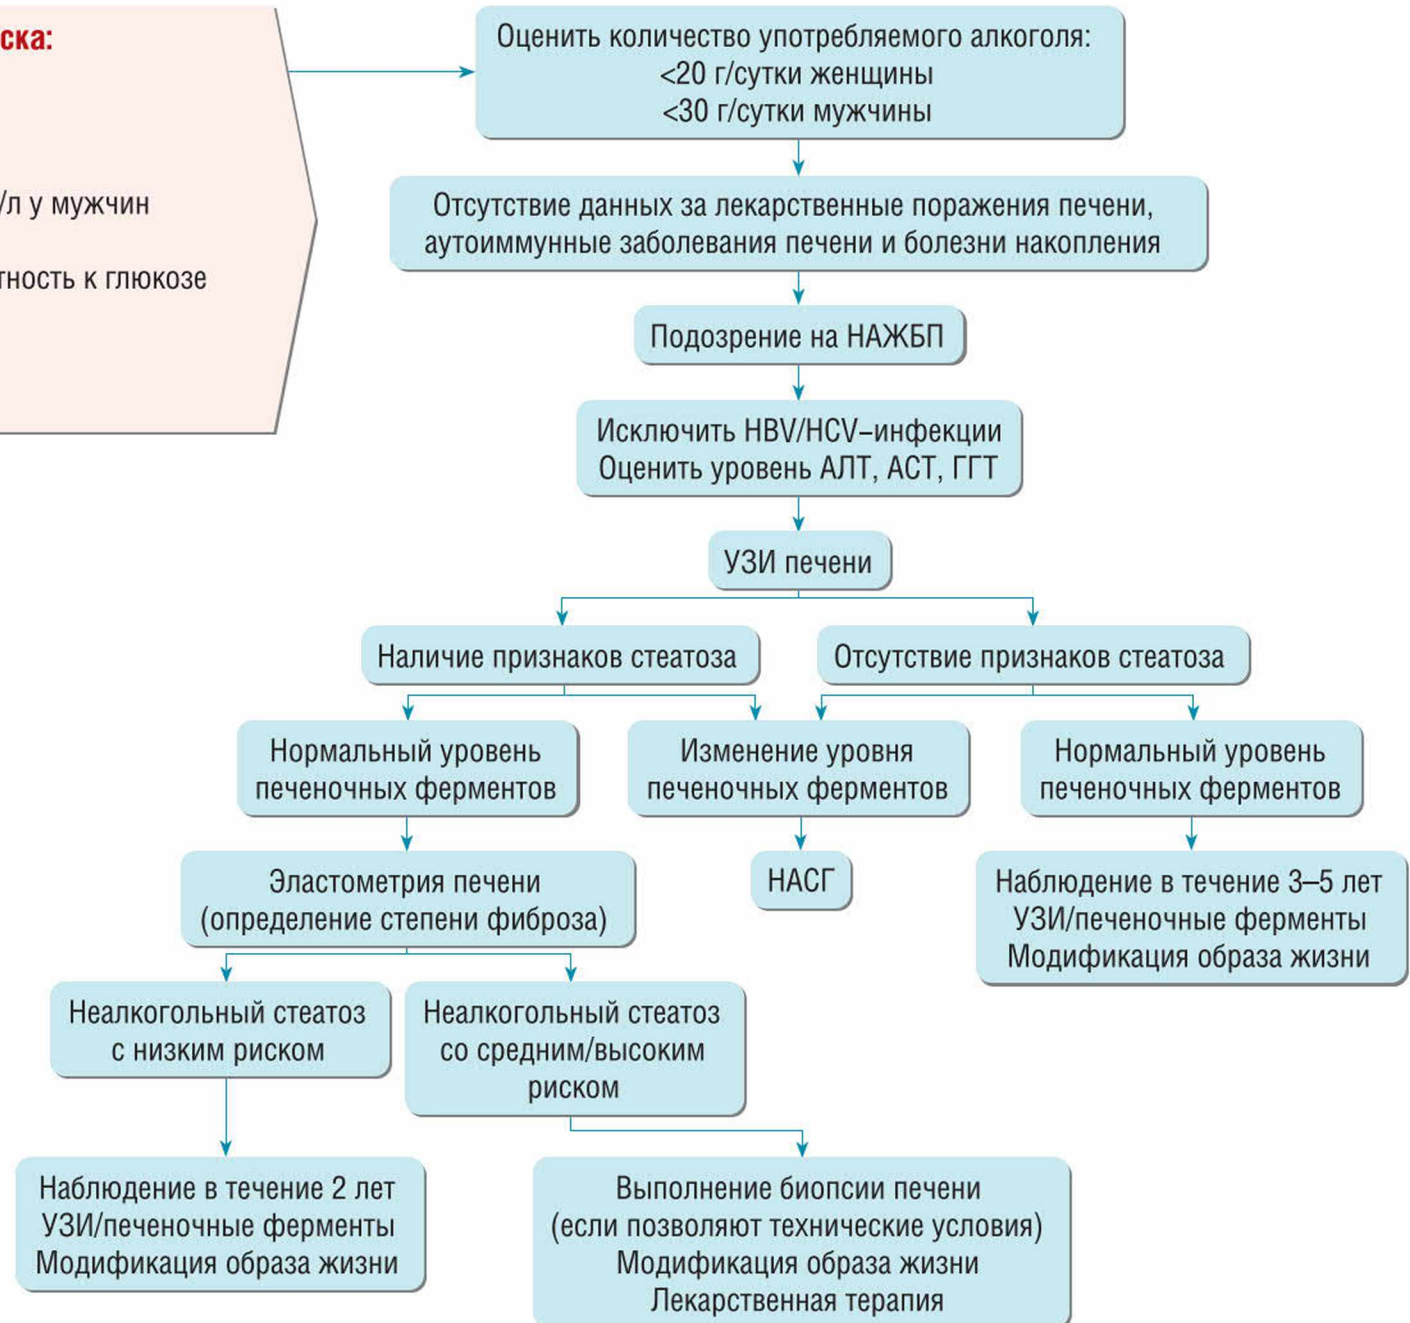 ска:
/л у мужчин
тность к глюкозе
Оценить количество употребляемого алкоголя:
<20 г/сутки женщины
<30 г/сутки мужчины
Отсутствие данных за лекарственные поражения печени,
аутоиммунные заболевания печени и болезни накопления
Подозрение на НАЖБП
Исключить HBV/HCV–инфекции
Оценить уровень АЛТ, АСТ, ГГТ
УЗИ печени
Наличие признаков стеатоза
Отсутствие признаков стеатоза
Нормальный уровень
печеночных ферментов
Изменение уровня
печеночных ферментов
Нормальный уровень
печеночных ферментов
Эластометрия печени
(определение степени фиброза)
НАСГ
Наблюдение в течение 3–5 лет
УЗИ/печеночные ферменты
Модификация образа жизни
Неалкогольный стеатоз
с низким риском
Неалкогольный стеатоз
со средним/высоким
риском
Наблюдение в течение 2 лет
УЗИ/печеночные ферменты
Модификация образа жизни
Выполнение биопсии печени
(если позволяют технические условия)
Модификация образа жизни
Лекарственная терапия